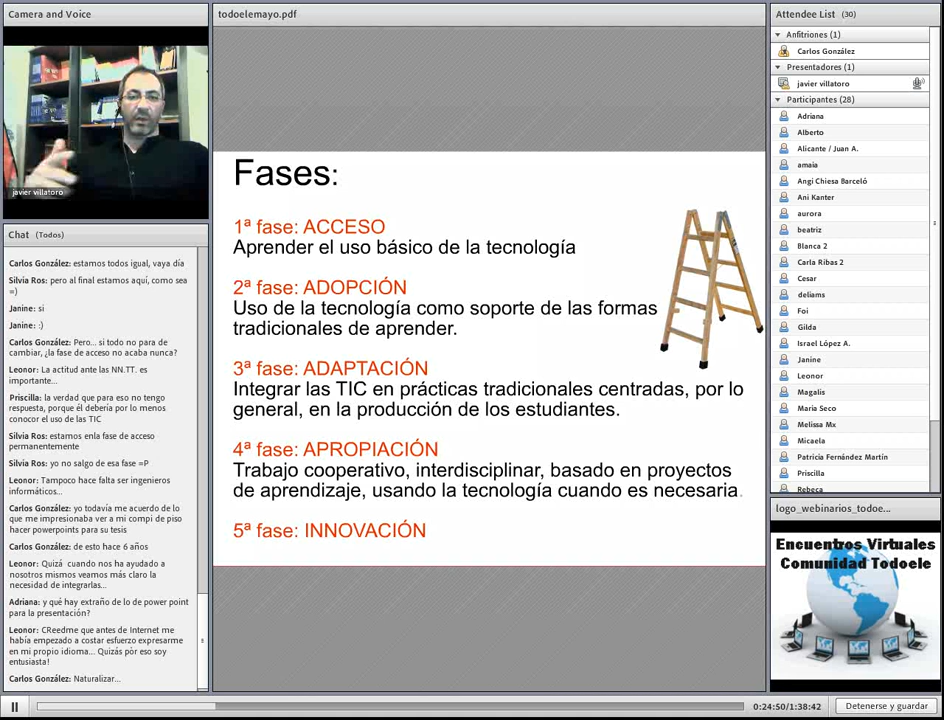 Camera and Voice
javier villatoro
Chat (Todos)
Carlos González: estamos todos igual, vaya día
Silvia Ros: pero al final estamos aquí, como sea
=)
Janine: si
Janine: :)
Carlos González: Pero... si todo no para de
cambiar, ¿la fase de acceso no acaba nunca?
Leonor: La actitud ante las NN.TT. es
importante...
Priscilla: la verdad que para eso no tengo
respuesta, porque él debería por lo menos
conocer el uso de las TIC
Silvia Ros: estamos enla fase de acceso
permanentemente
Silvia Ros: yo no salgo de esa fase =P
Leonor: Tampoco hace falta ser ingenieros
informáticos...
Carlos González: yo todavía me acuerdo de lo
que me impresionaba ver a mi compi de piso
hacer powerpoints para su tesis
Carlos González: de esto hace 6 años
Leonor: Quizá cuando nos ha ayudado a
nosotros mismos veamos más claro la
necesidad de integrarlas...
Adriana: y qué hay extraño de lo de power point
para la presentación?
Leonor: CReedme que antes de Internet me
había empezado a costar esfuerzo expresarme
en mi propio idioma... Quizás pòr eso soy
entusiasta!
Carlos González: Naturalizar...
todoelemayo.pdf
Fases:
1ª fase: ACCESO
Aprender el uso básico de la tecnología
2ª fase: ADOPCIÓN
Uso de la tecnología como soporte de las formas
tradicionales de aprender.
3ª fase: ADAPTACIÓN
Integrar las TIC en prácticas tradicionales centradas, por lo
general, en la producción de los estudiantes.
4ª fase: APROPIACIÓN
Trabajo cooperativo, interdisciplinar, basado en proyectos
de aprendizaje, usando la tecnología cuando es necesaria.
5ª fase: INNOVACIÓN
Attendee List (30)
Anfitriones (1)
Carlos González
Presentadores (1)
javier villatoro
Participantes (28)
Adriana
Alberto
Alicante / Juan A.
amaia
Angi Chiesa Barceló
Ani Kanter
aurora
beatriz
Blanca 2
Carla Ribas 2
Cesar
deliams
Foi
Gilda
Israel López A.
Janine
Leonor
Magalis
Maria Seco
Melissa Mx
Micaela
Patricia Fernández Martín
Priscilla
Rebeca
logo_webinarios_todoe...
Encuentros Virtuales
Comunidad Todoele
0:24:50/1:38:42
Detenerse y guardar